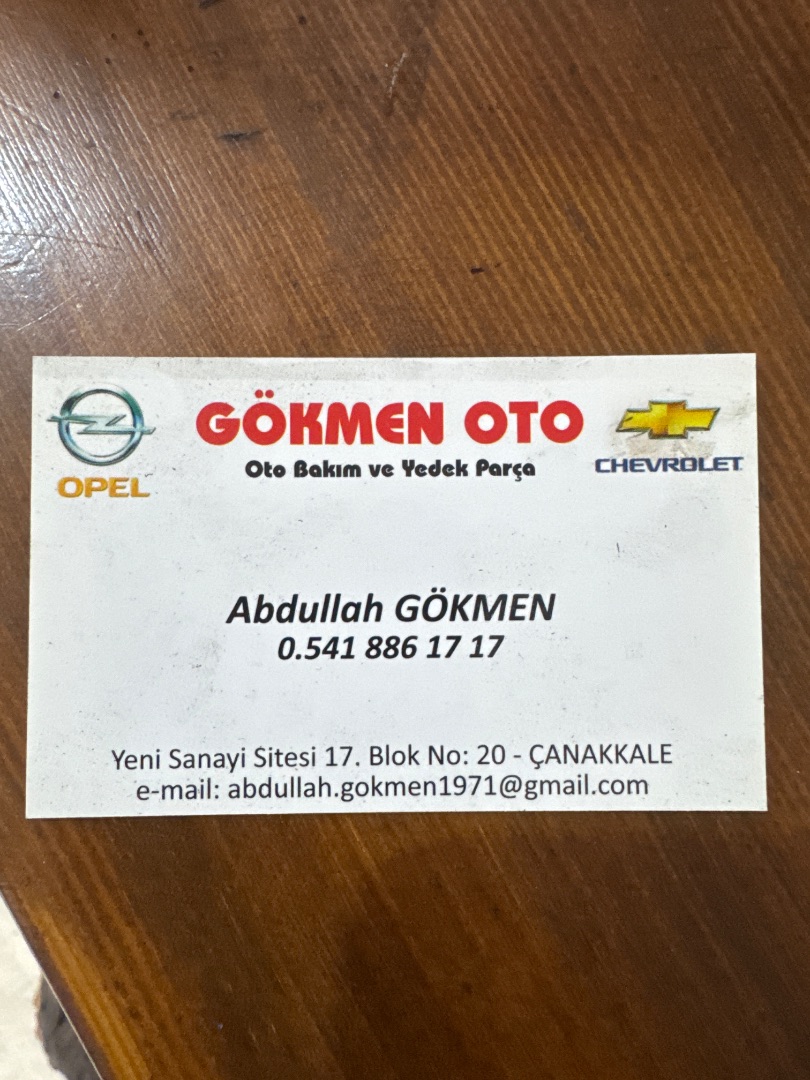 GÖKMEN OTO
Oto Bakım ve Yedek Parça
OPEL
CHEVROLET
Abdullah GÖKMEN
0.541 886 17 17
Yeni Sanayi Sitesi 17. Blok No: 20 - ÇANAKKALE
e-mail: abdullah.gokmen1971@gmail.com